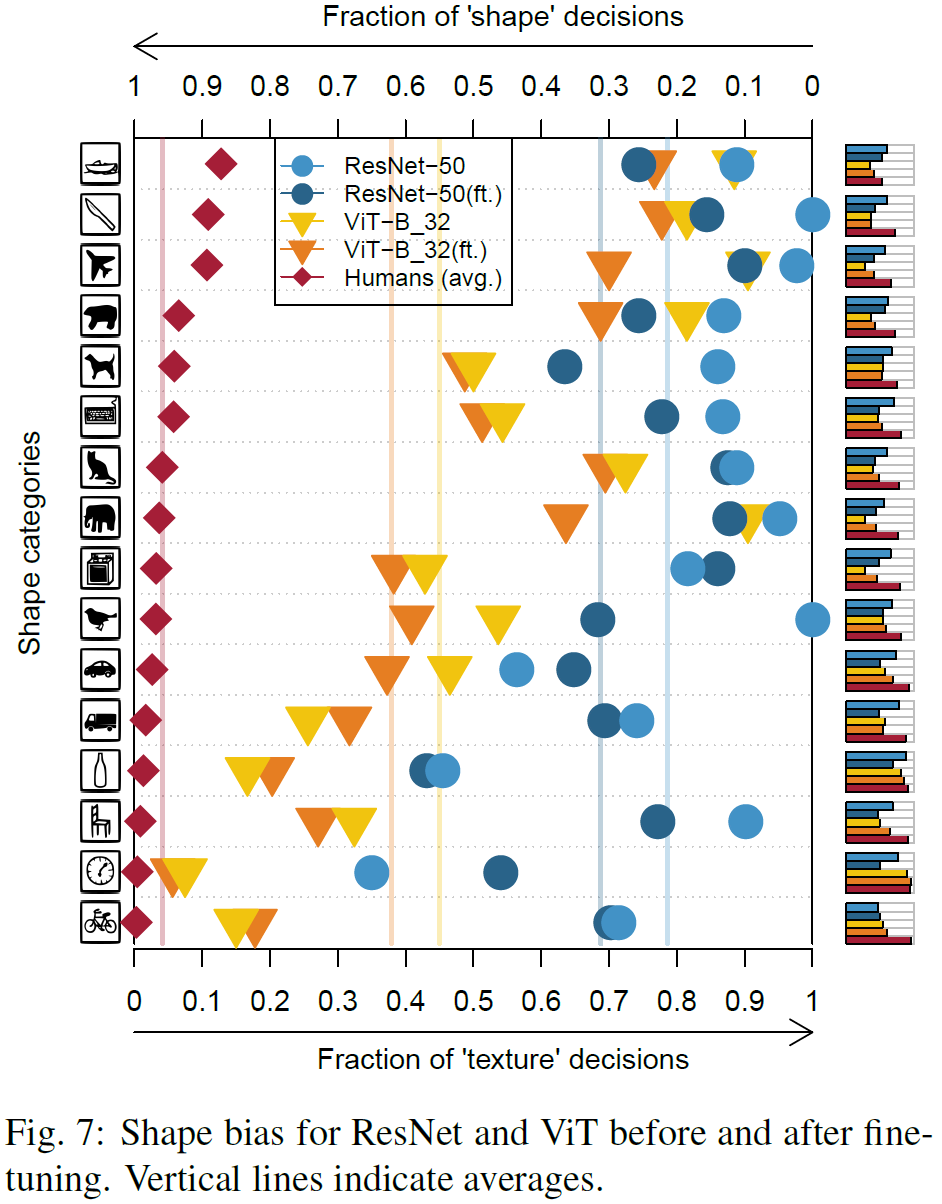 Fraction of 'shape' decisions
1 0.9 0.8 0.7 0.6 0.5 0.4 0.3 0.2 0.1 0
ResNet−50
ResNet−50(ft.)
ViT−B_32
ViT−B_32(ft.)
Humans (avg.)
Shape categories
0 0.1 0.2 0.3 0.4 0.5 0.6 0.7 0.8 0.9 1
Fraction of 'texture' decisions
Fig. 7: Shape bias for ResNet and ViT before and after fine-
tuning. Vertical lines indicate averages.